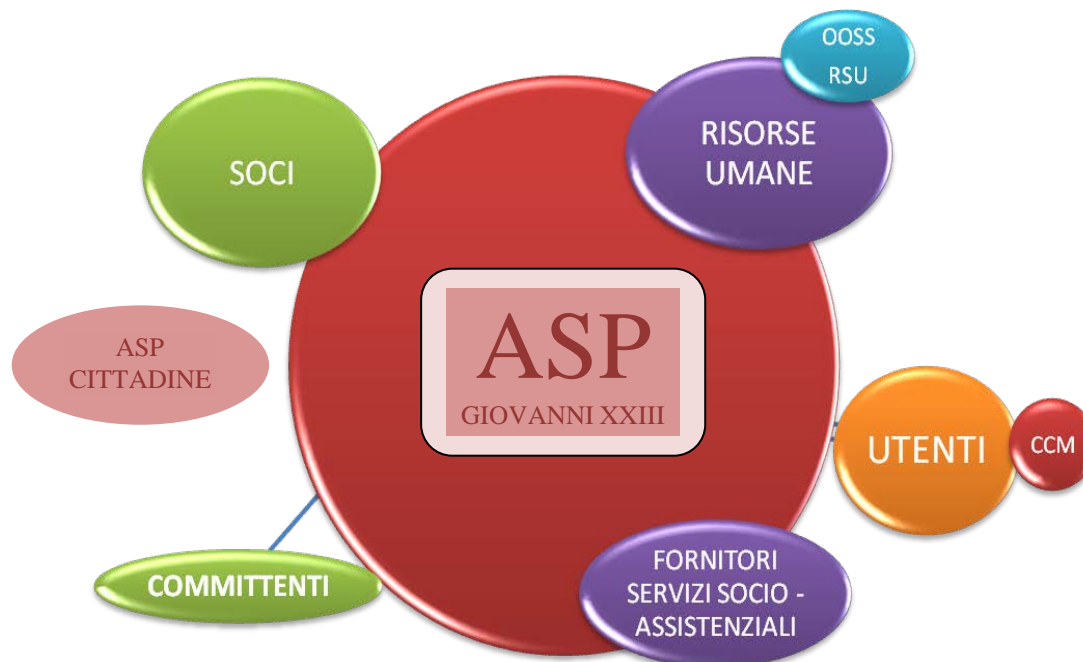 OOSS
RSU
RISORSE
UMANE
SOCI
ASP
GIOVANNI XXIII
ASP
CITTADINE
UTENTI
CCM
COMMITTENTI
FORNITORI
SERVIZI SOCIO -
ASSISTENZIALI